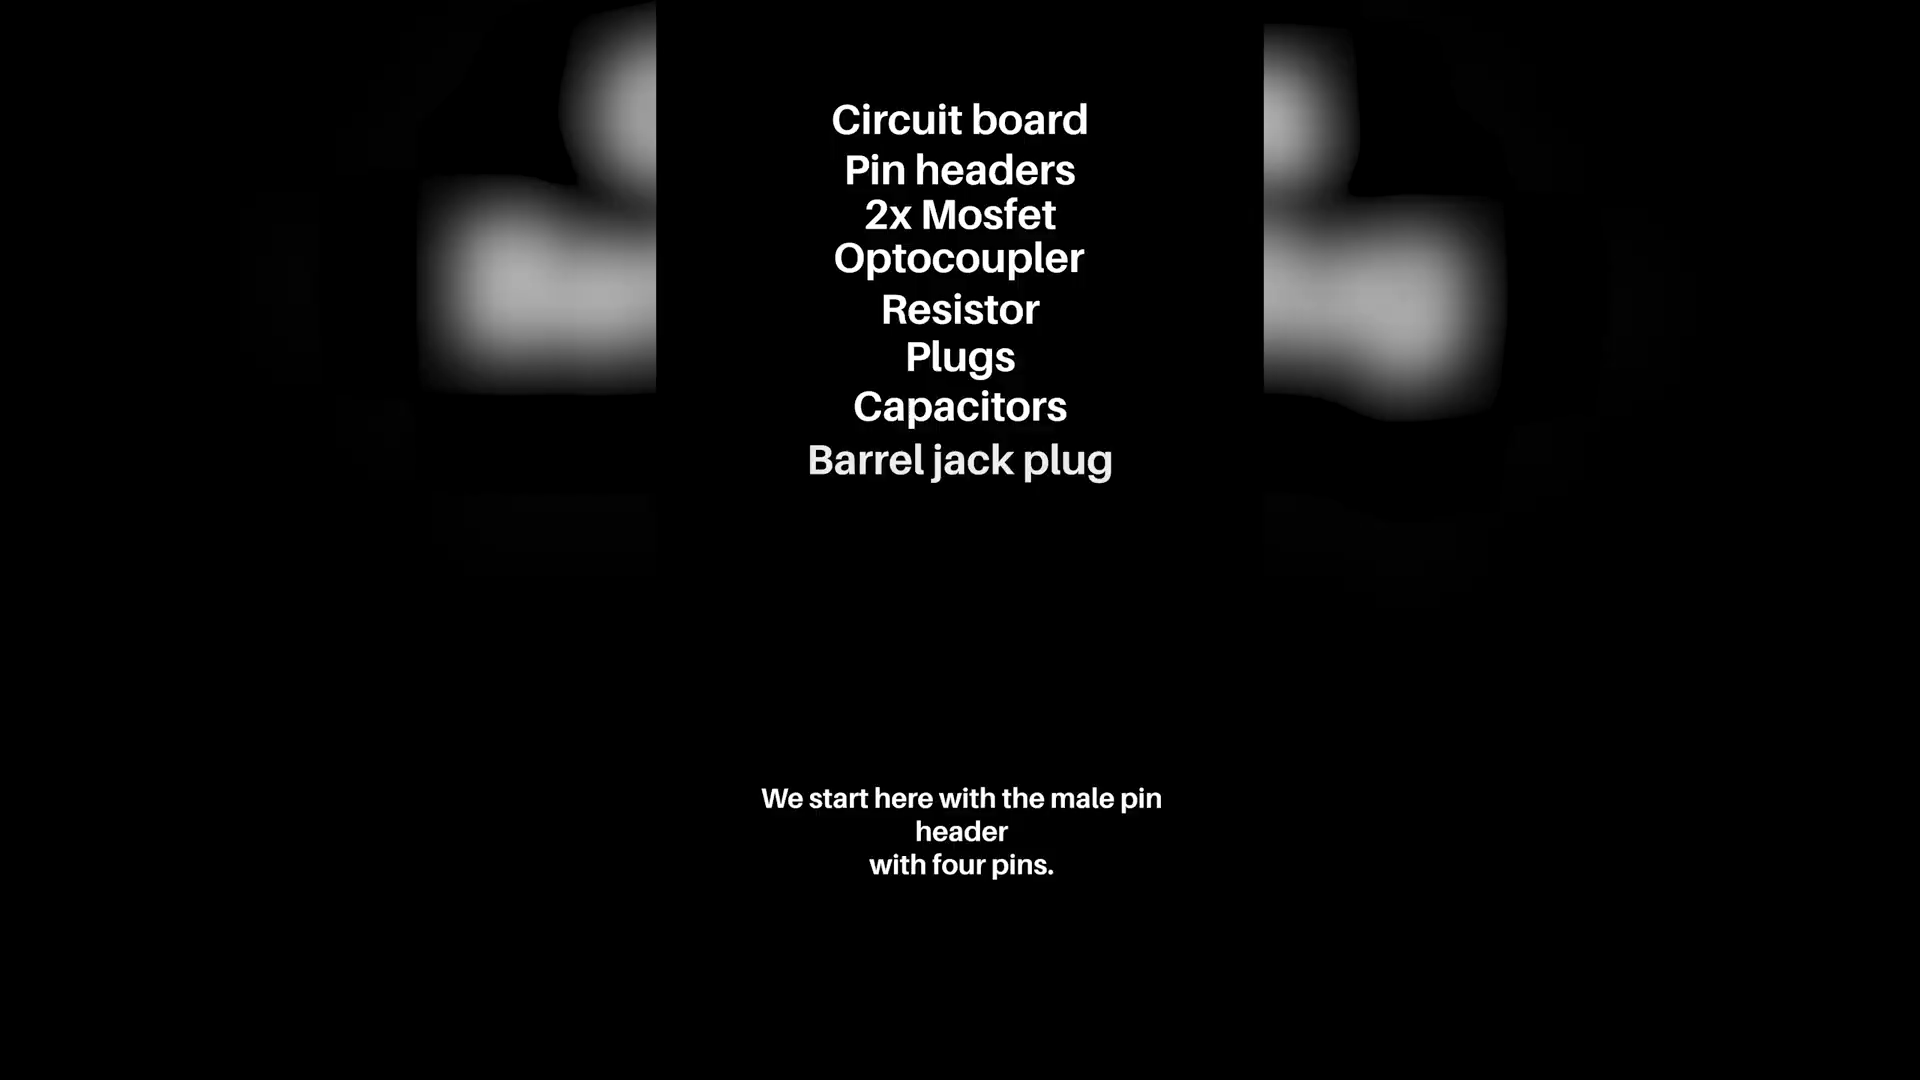 Circuit board
Pin headers
2x Mosfet
Optocoupler
Resistor
Plugs
Capacitors
Barrel jack plug
We start here with the male pin
header
with four pins.